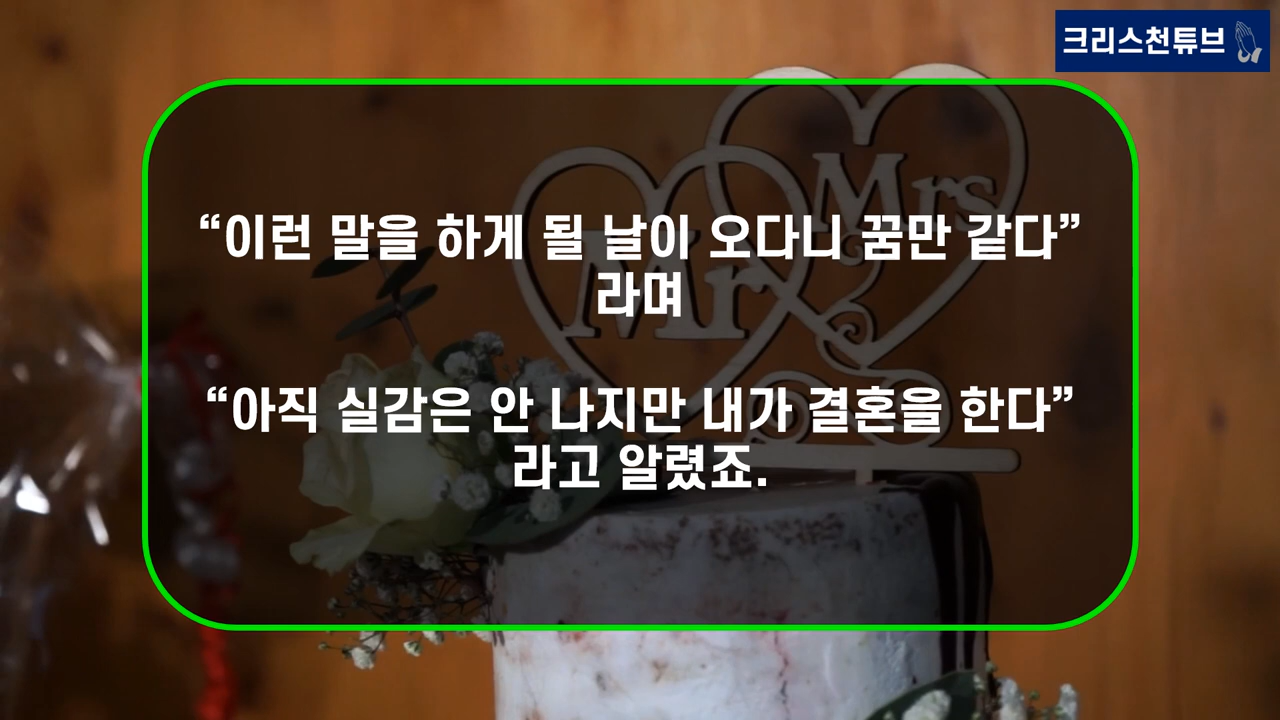 크리스천튜브
Mr
Mrs
“이런 말을 하게 될 날이 오다니 꿈만 같다”
라며
“아직 실감은 안 나지만 내가 결혼을 한다”
라고 알렸죠.